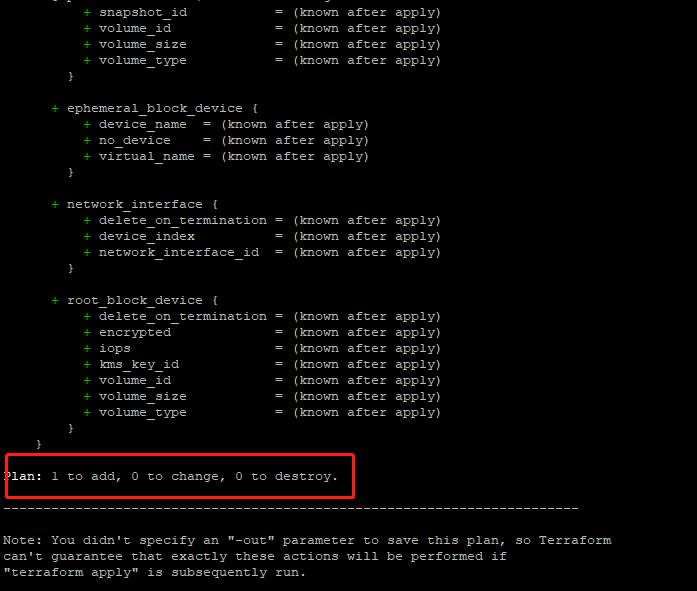 + snapshot_id           = (known after apply)
+ volume_id             = (known after apply)
+ volume_size           = (known after apply)
+ volume_type           = (known after apply)
}
+ ephemeral_block_device {
+ device_name  = (known after apply)
+ no_device    = (known after apply)
+ virtual_name = (known after apply)
}
+ network_interface {
+ delete_on_termination = (known after apply)
+ device_index          = (known after apply)
+ network_interface_id  = (known after apply)
}
+ root_block_device {
+ delete_on_termination = (known after apply)
+ encrypted             = (known after apply)
+ iops                  = (known after apply)
+ kms_key_id            = (known after apply)
+ volume_id             = (known after apply)
+ volume_size           = (known after apply)
+ volume_type           = (known after apply)
}
}
Plan: 1 to add, 0 to change, 0 to destroy.
------------------------------------------------------------------------
Note: You didn't specify an "-out" parameter to save this plan, so Terraform
can't guarantee that exactly these actions will be performed if
"terraform apply" is subsequently run.